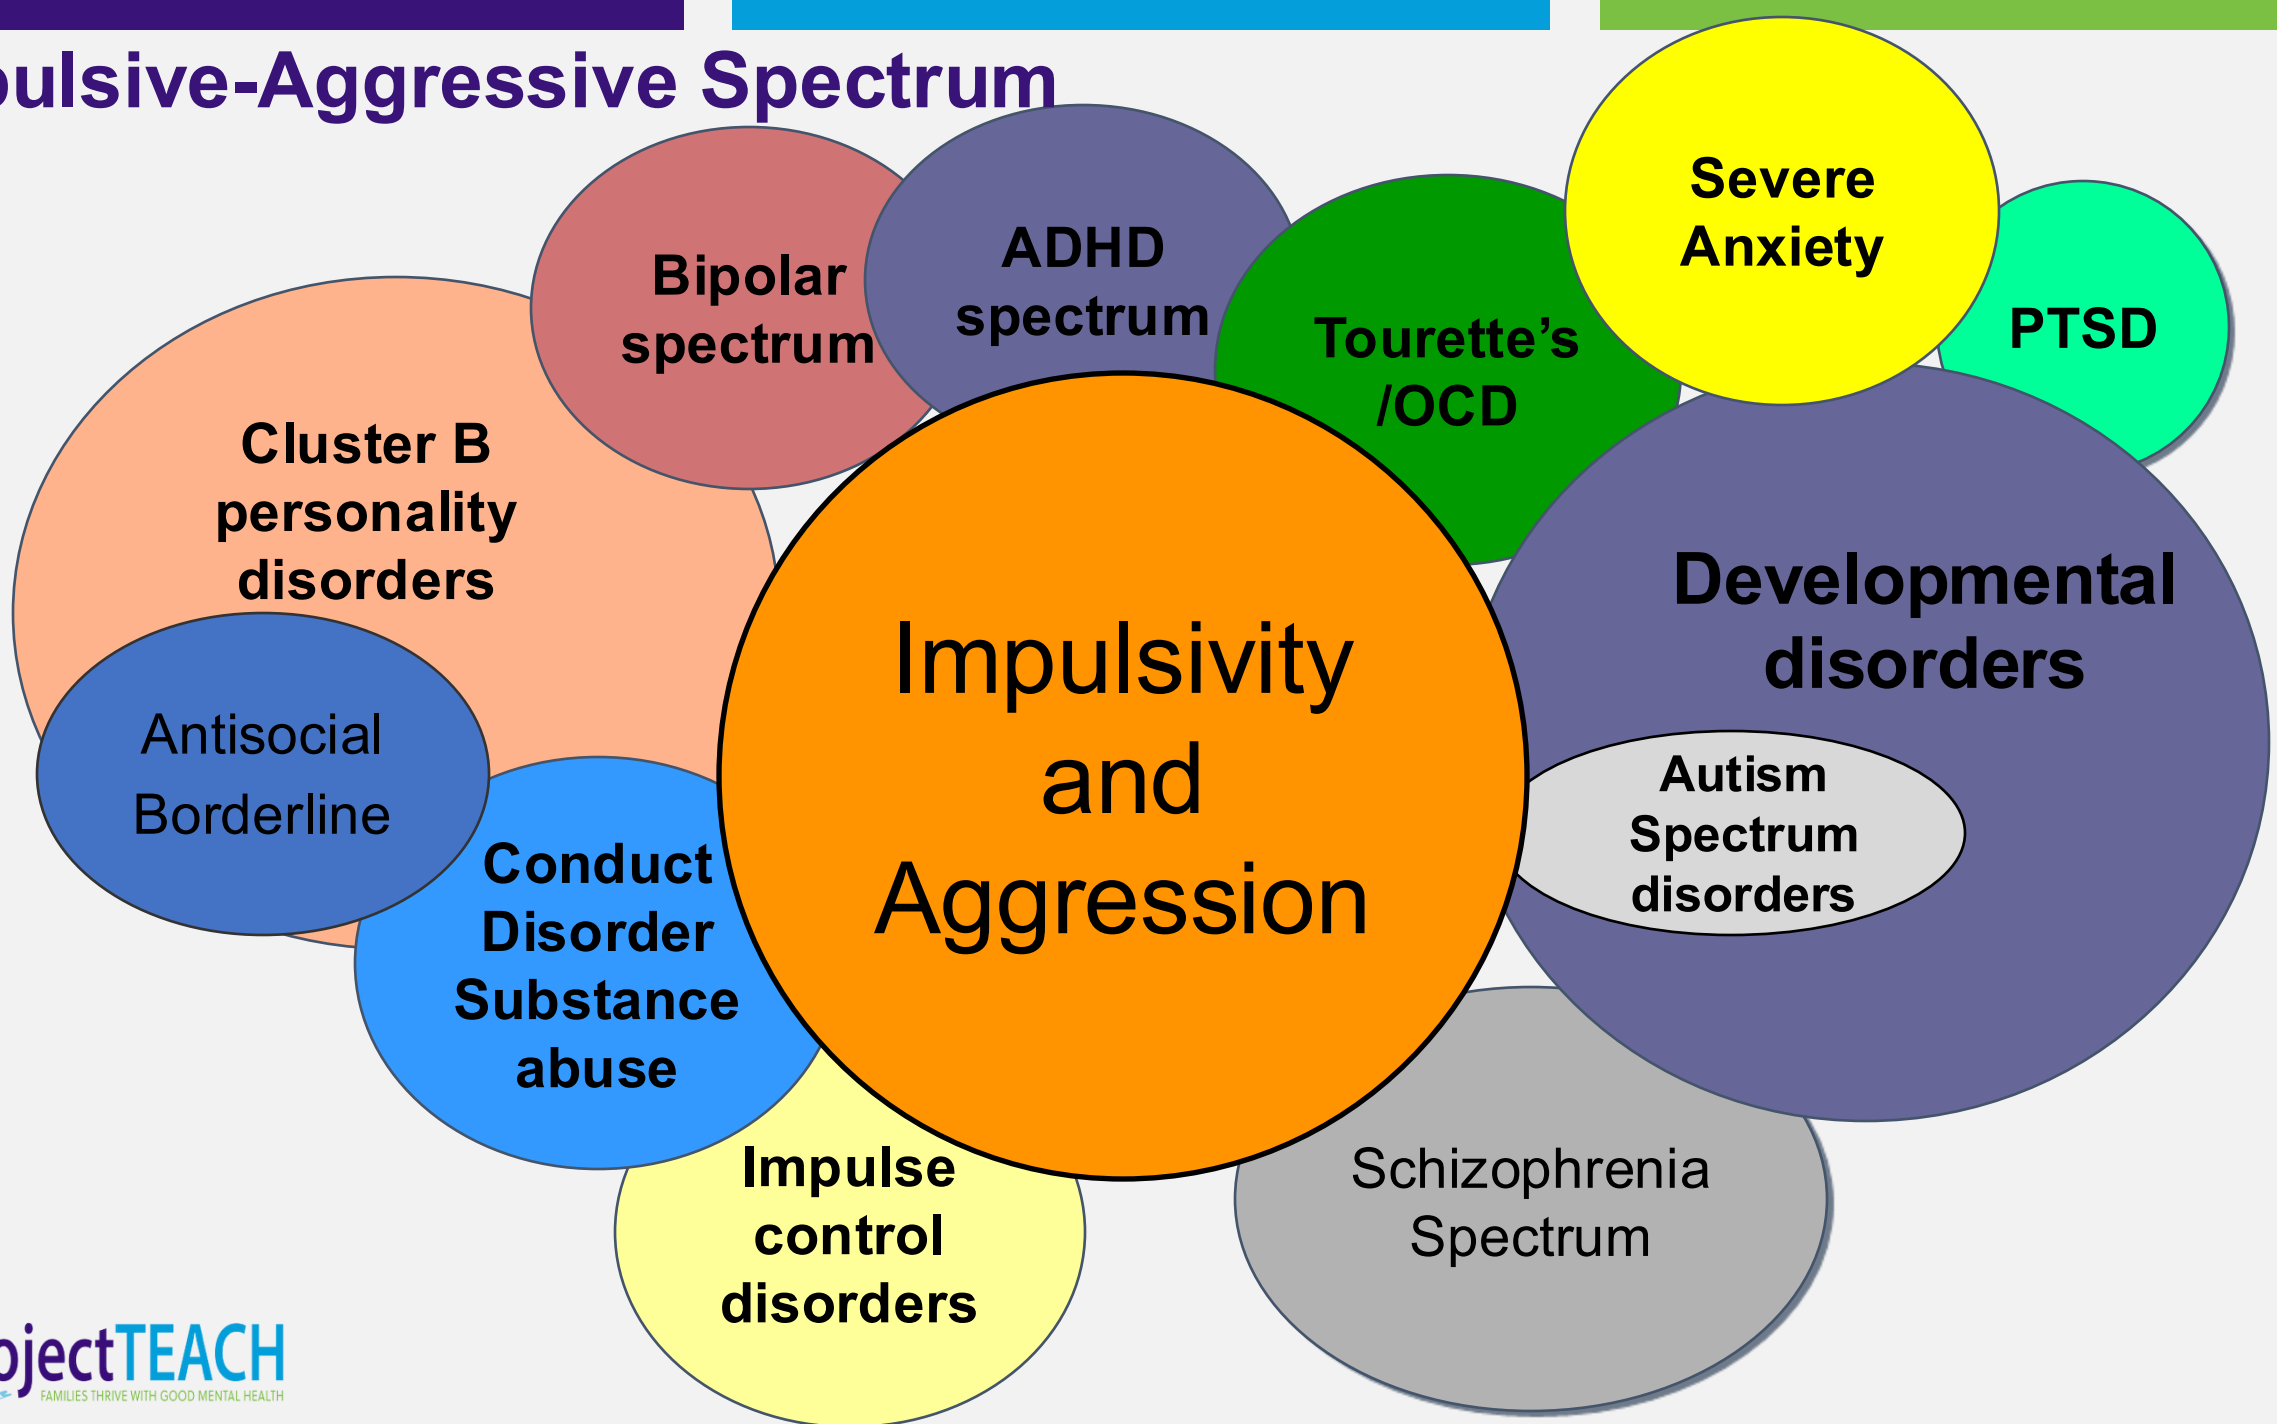 pulsive-Aggressive Spectrum
Severe
Anxiety
ADHD
spectrum
Bipolar
spectrum
PTSD
Tourette’s
/OCD
Cluster B
personality
disorders
Developmental
disorders
Impulsivity
and
Aggression
Antisocial
Borderline
Autism
Spectrum
disorders
Conduct
Disorder
Substance
abuse
Impulse
control
disorders
Schizophrenia
Spectrum
ojectTEACH
FAMILIES THRIVE WITH GOOD MENTAL HEALTH